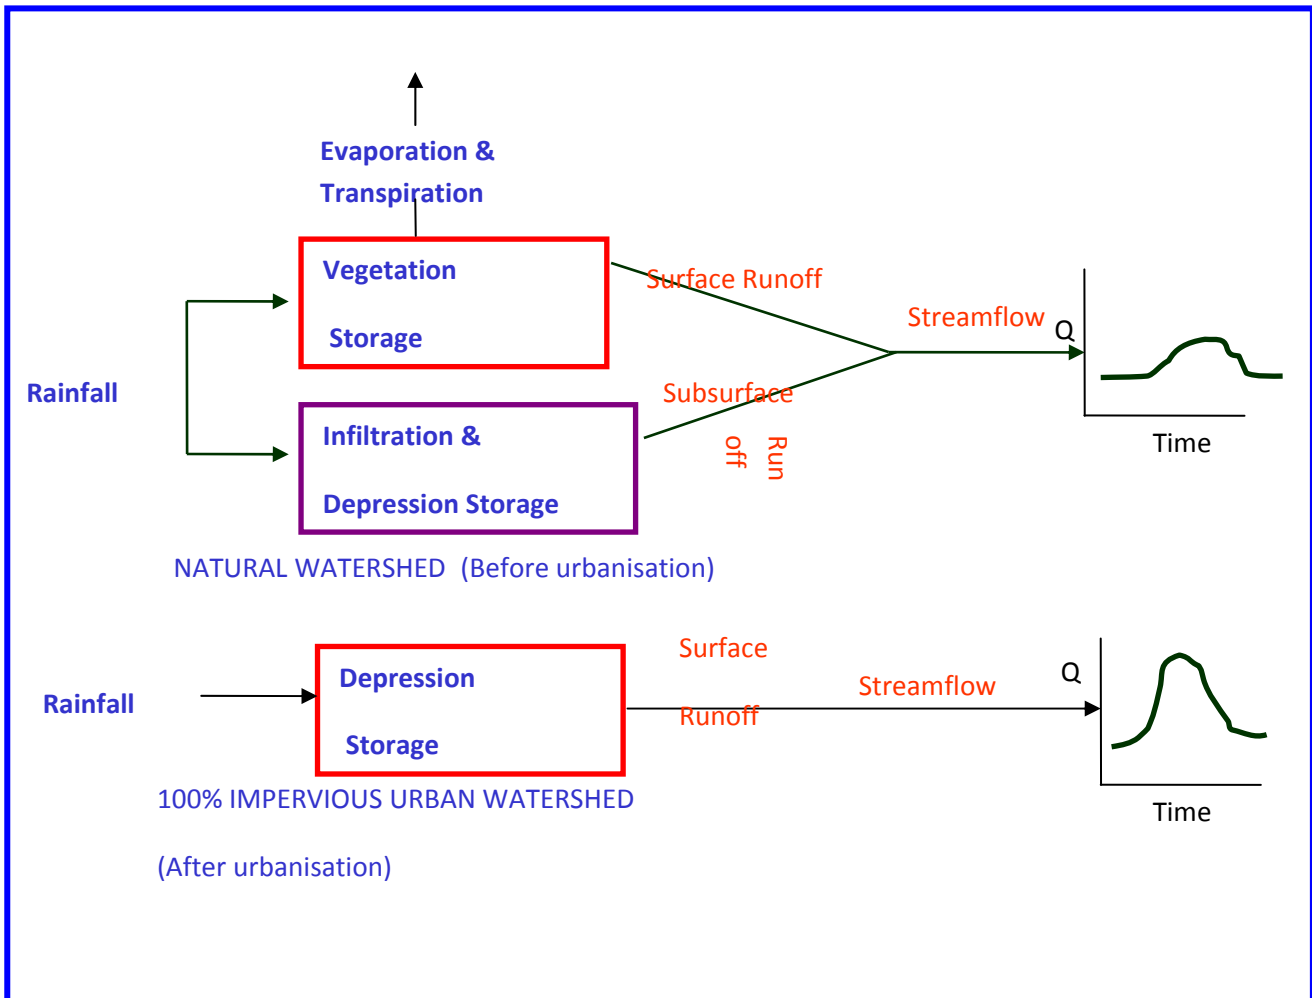 Evaporation &
Transpiration
Vegetation
Storage
Surface Runoff
Streamflow
Q
Rainfall
Subsurface
Run
off
Infiltration &
Depression Storage
Time
NATURAL WATERSHED (Before urbanisation)
Surface
Runoff
Depression
Storage
Streamflow
Q
Rainfall
Time
100% IMPERVIOUS URBAN WATERSHED
(After urbanisation)